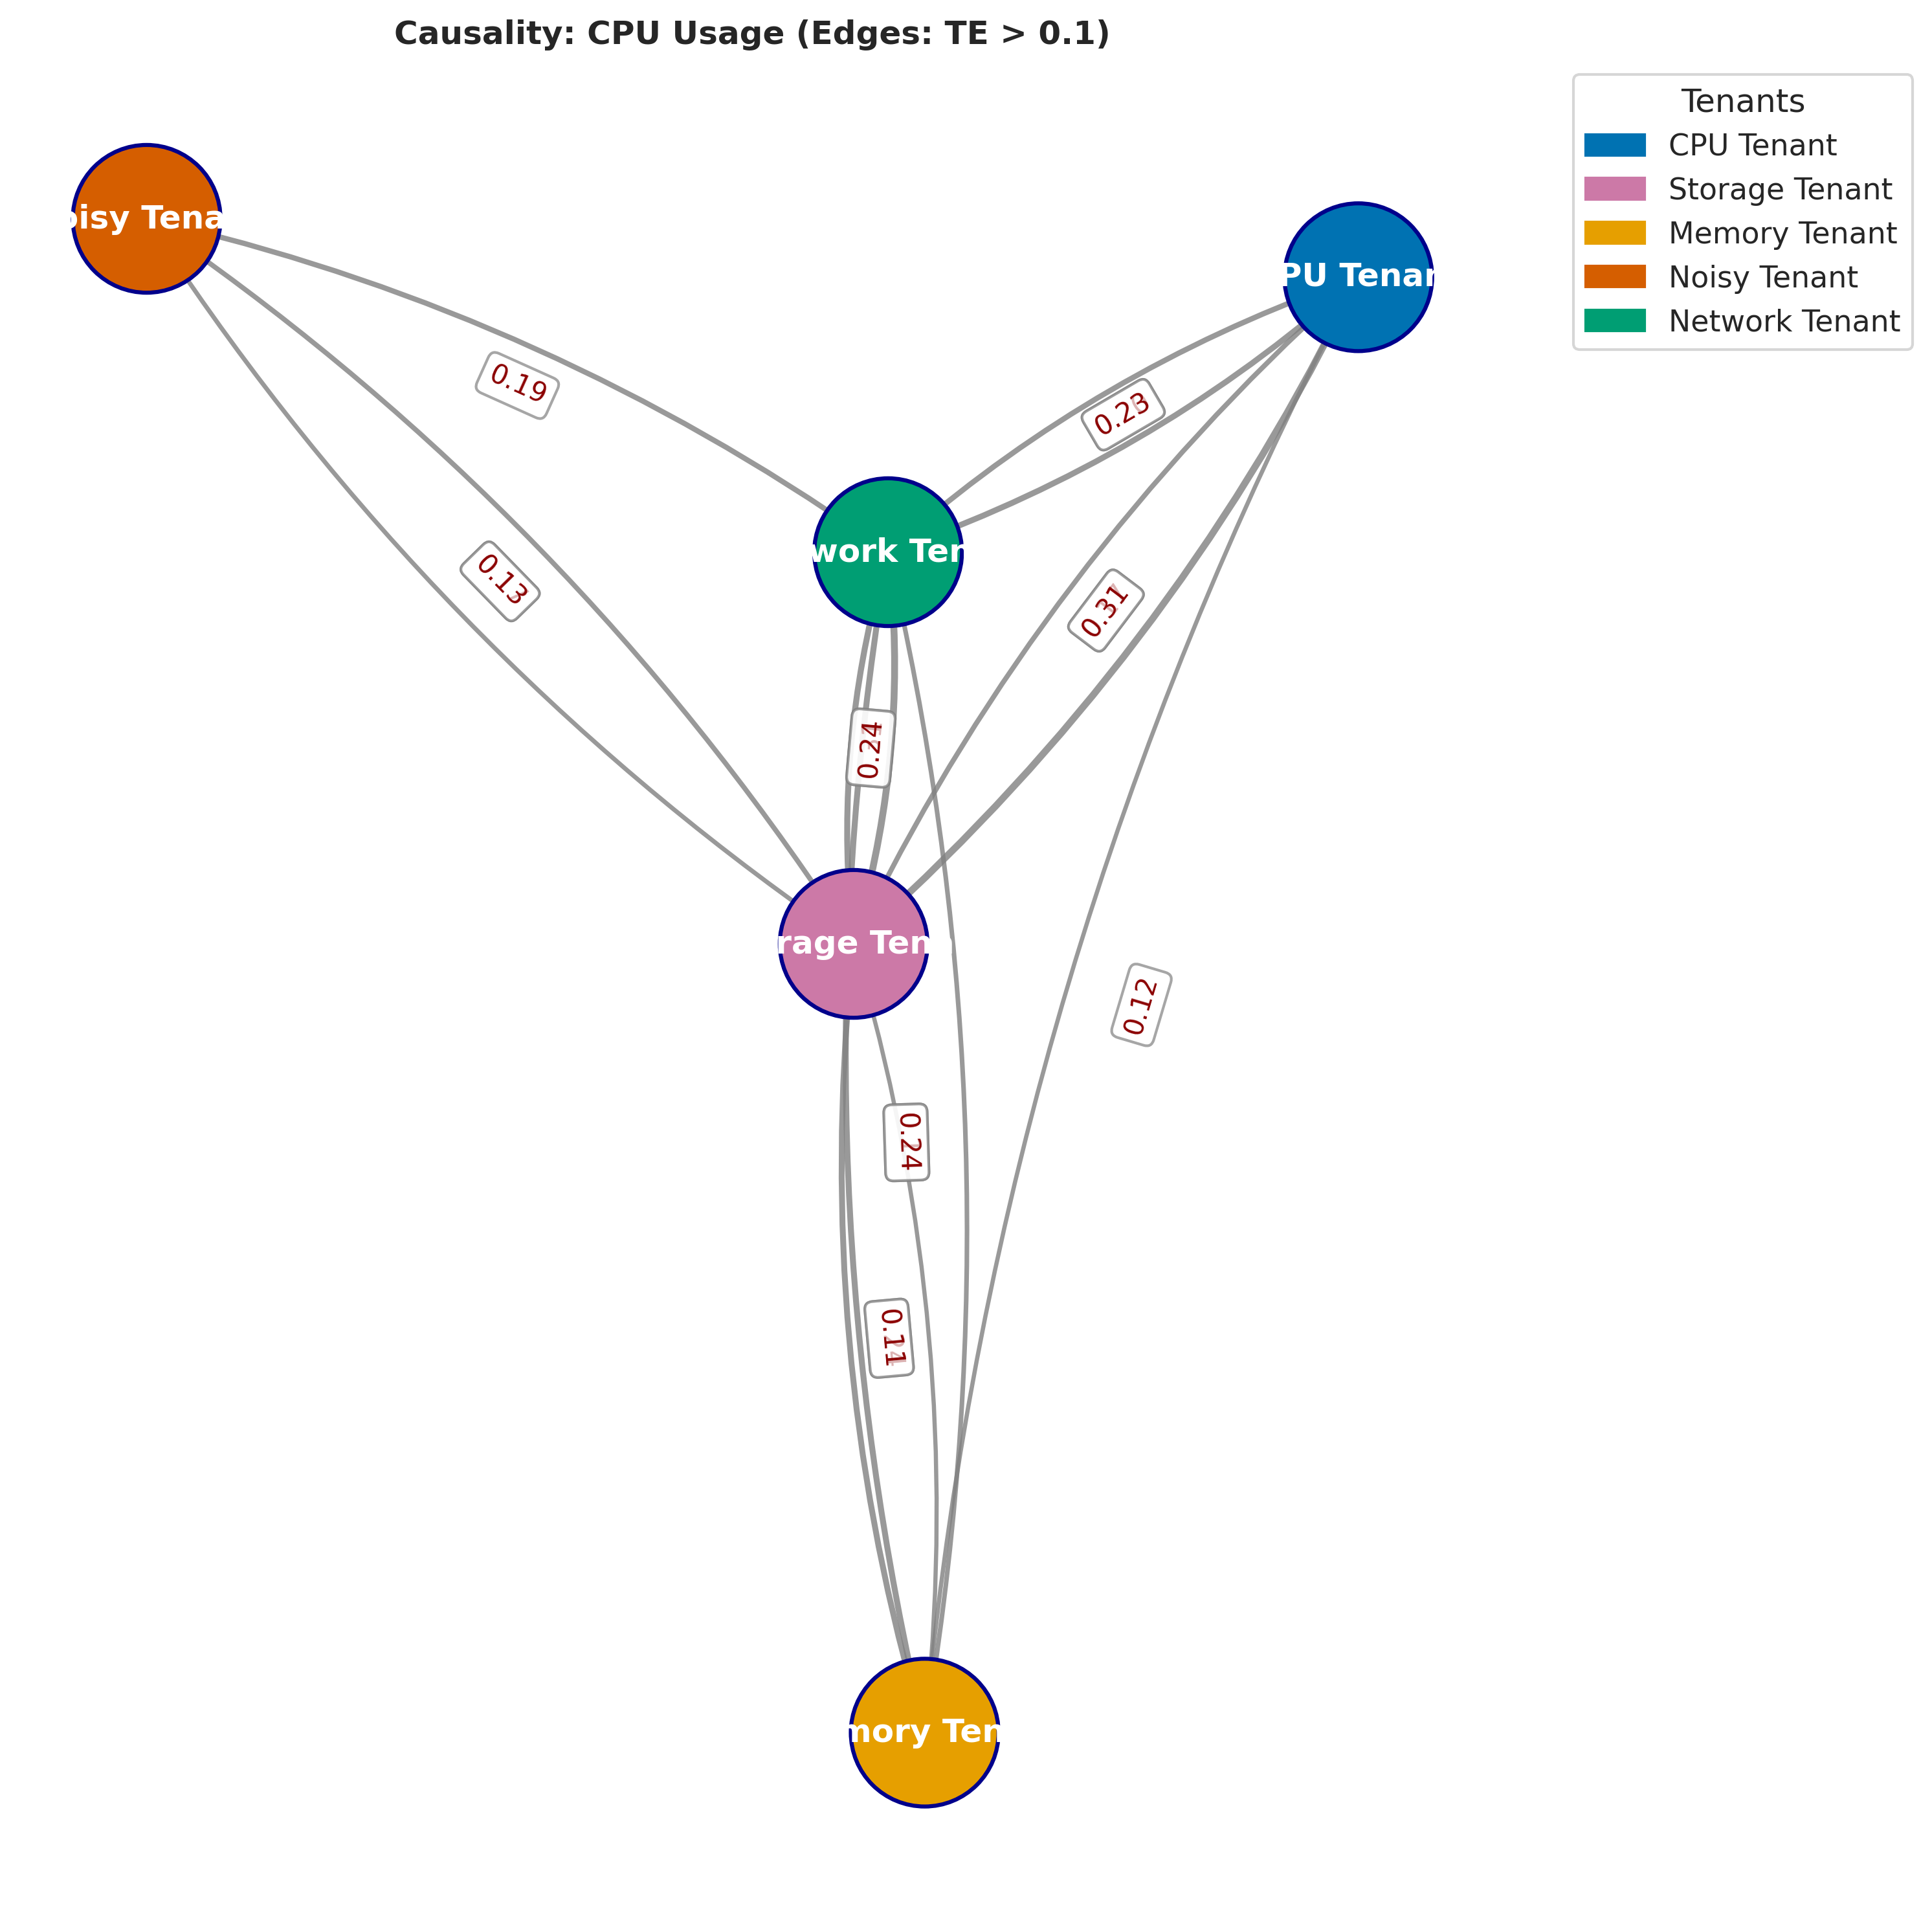 Causality: CPU Usage (Edges: TE > 0.1)
Tenants
CPU Tenant
Storage Tenant
Memory Tenant
Noisy Tenant
Network Tenant
oisy Tena
PU Tenar
0.19
0.23
work Ten
0.13
0.31
0.24
rage Ten
0.12
0.24
0.11
mory Ten